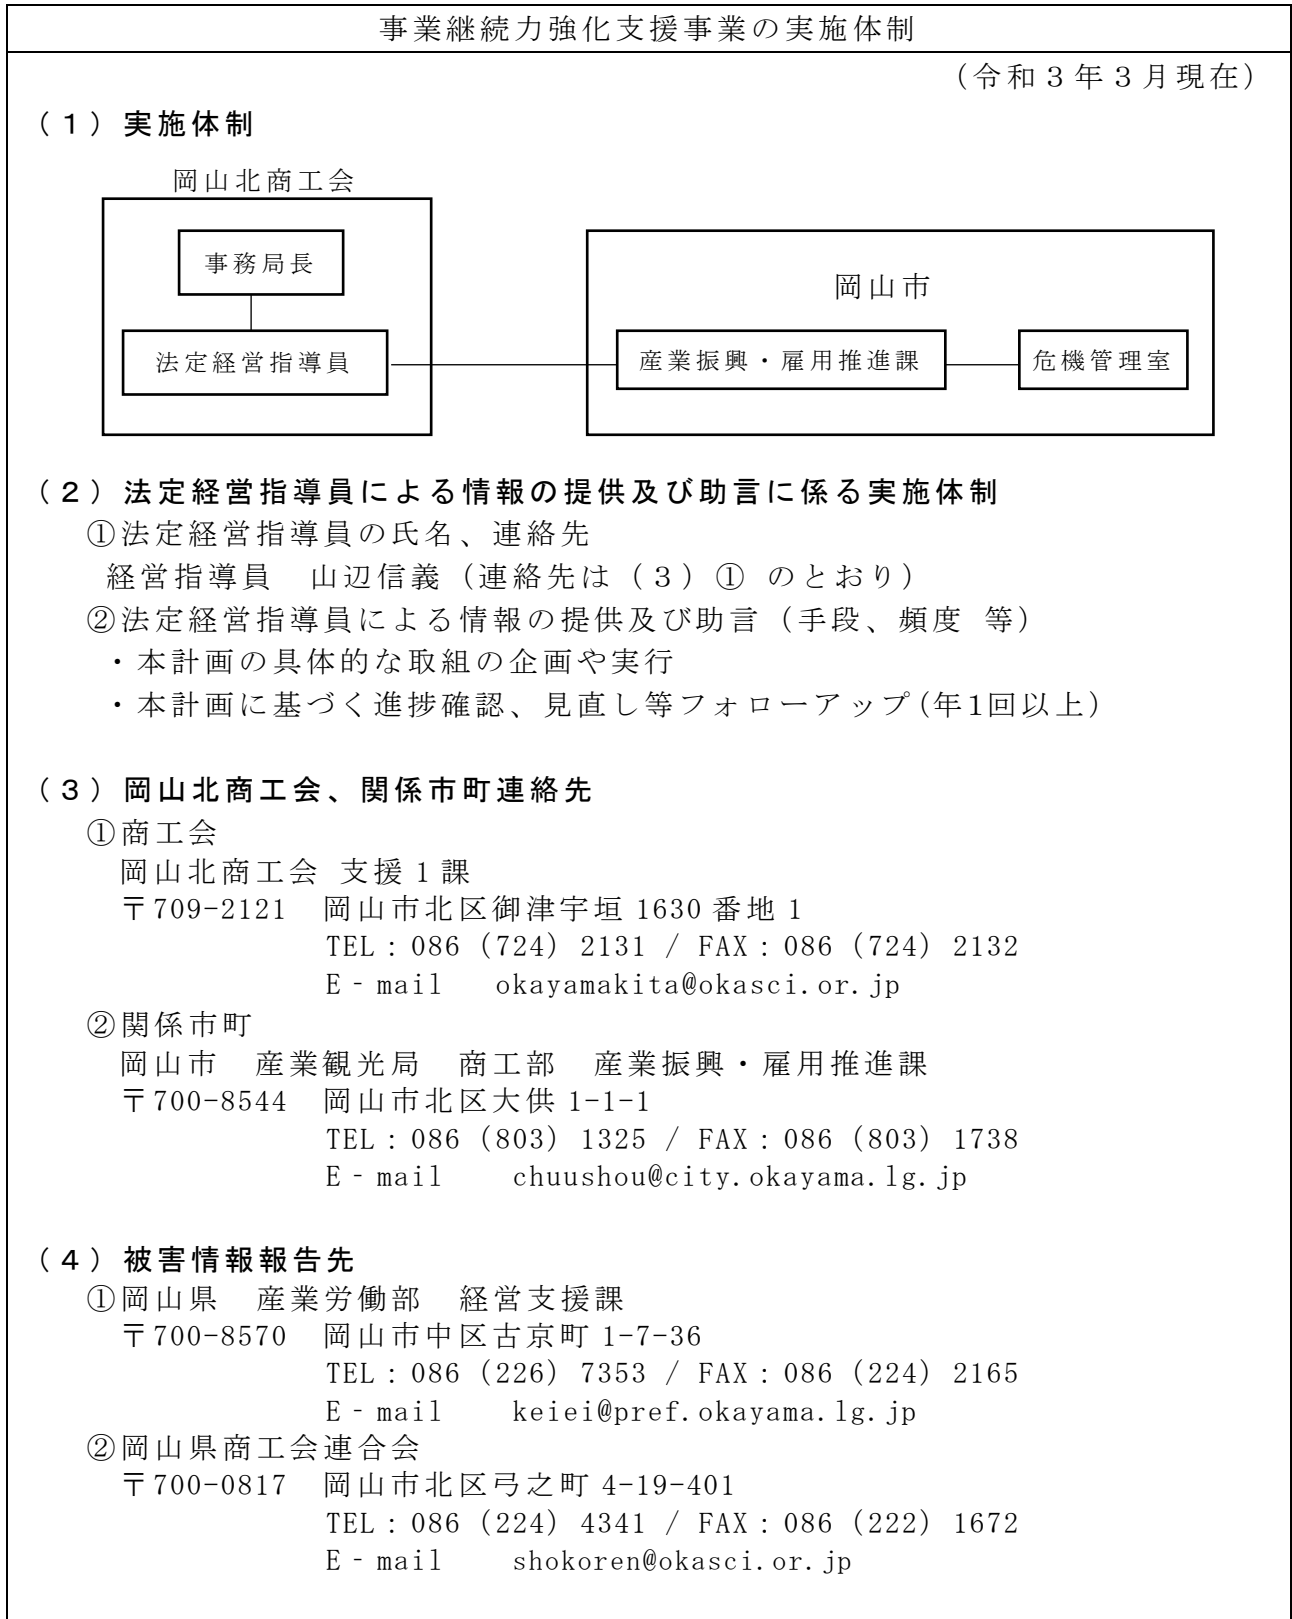 事業継続力強化支援事業の実施体制
（令和３年３月現在）
（１）実施体制
岡山北商工会
事務局長
岡山市
法定経営指導員
産業振興・雇用推進課
危機管理室
（２）法定経営指導員による情報の提供及び助言に係る実施体制
①法定経営指導員の氏名、連絡先
経営指導員　山辺信義（連絡先は（３）① のとおり）
②法定経営指導員による情報の提供及び助言（手段、頻度 等）
・本計画の具体的な取組の企画や実行
・本計画に基づく進捗確認、見直し等フォローアップ(年1回以上)
（３）岡山北商工会、関係市町連絡先
①商工会
岡山北商工会 支援１課
〒709-2121　岡山市北区御津宇垣 1630 番地 1
TEL：086（724）2131 / FAX：086（724）2132
E‐mail　okayamakita@okasci.or.jp
②関係市町
岡山市　産業観光局　商工部　産業振興・雇用推進課
〒700-8544　岡山市北区大供 1-1-1
TEL：086（803）1325 / FAX：086（803）1738
E‐mail　chuushou@city.okayama.lg.jp
（４）被害情報報告先
①岡山県　産業労働部　経営支援課
〒700-8570　岡山市中区古京町 1-7-36
TEL：086（226）7353 / FAX：086（224）2165
E‐mail　keiei@pref.okayama.lg.jp
②岡山県商工会連合会
〒700-0817　岡山市北区弓之町 4-19-401
TEL：086（224）4341 / FAX：086（222）1672
E‐mail　shokoren@okasci.or.jp